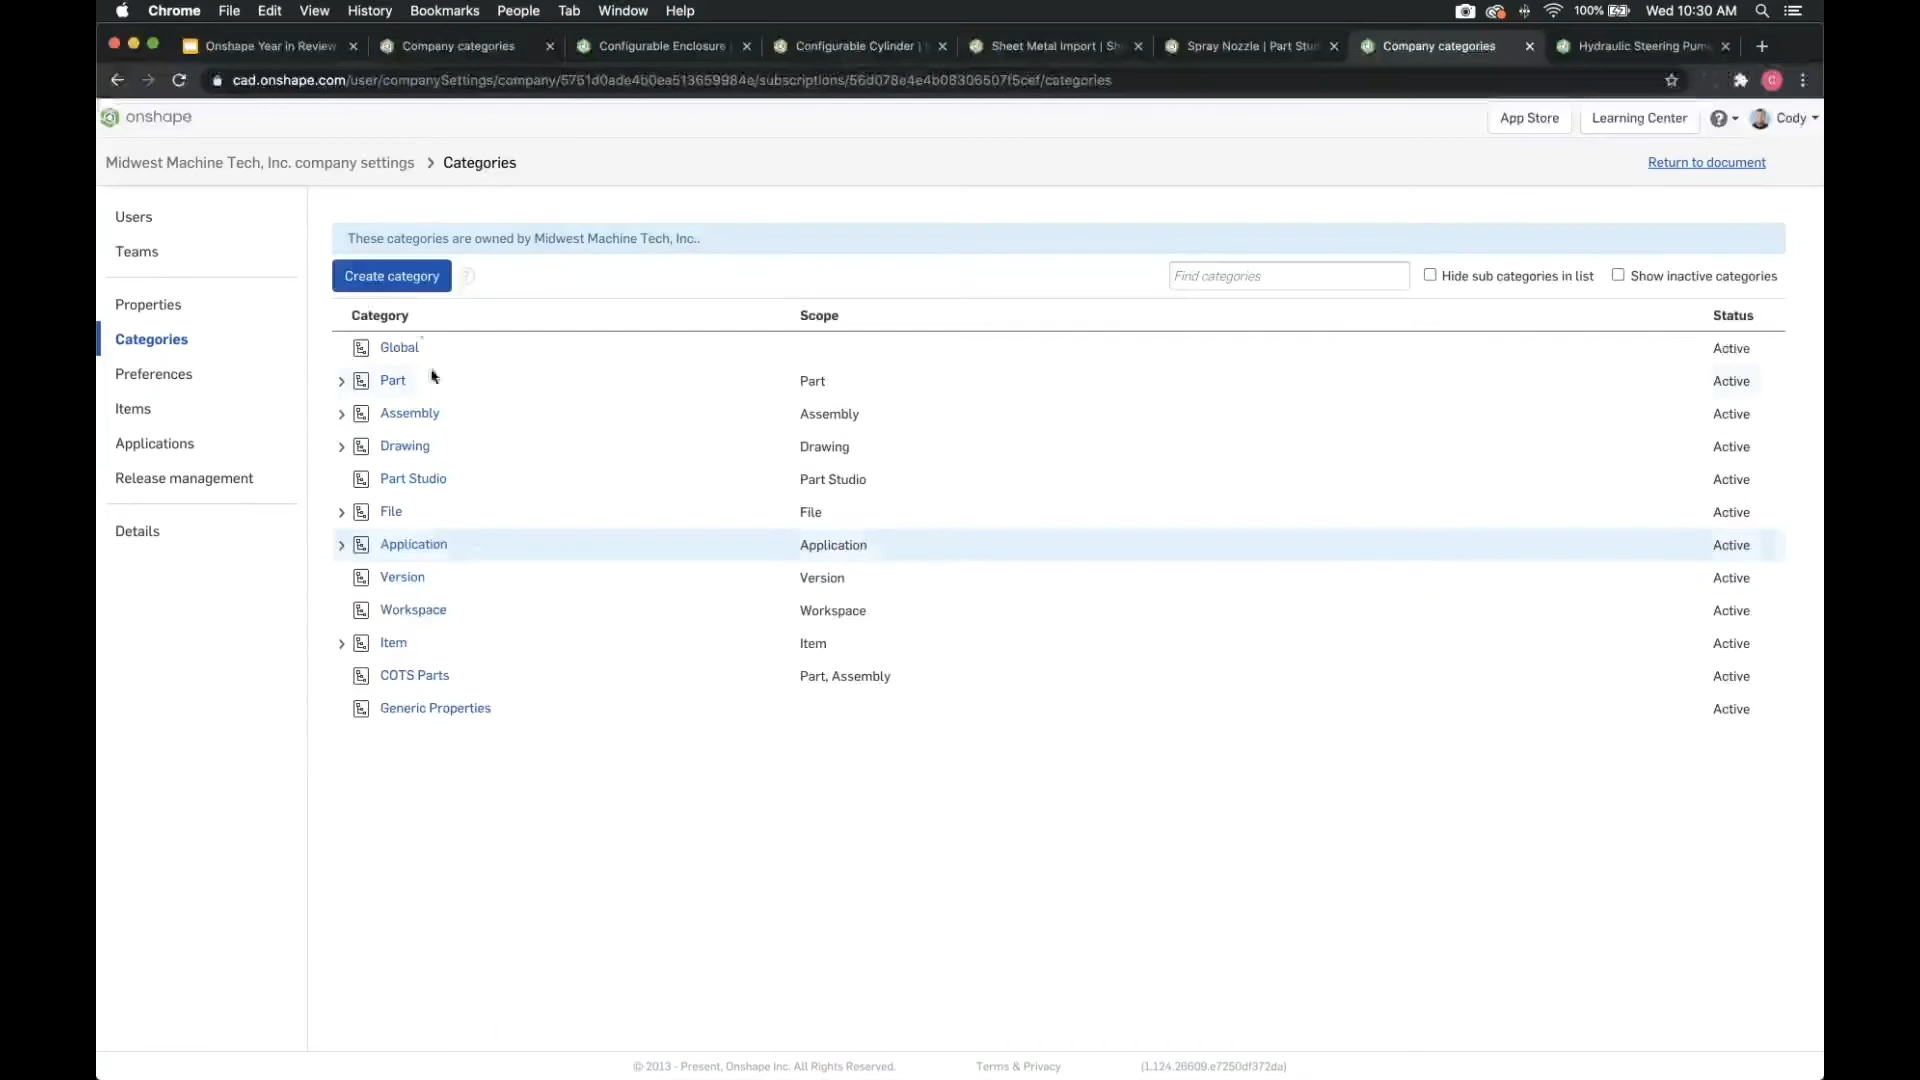 Chrome File Edit View History Bookmarks People Tab Window Help 100% Wed 10:30 AM
Onshape Year in Review Company categories Configurable Enclosure Configurable Cylinder | Sheet Metal Import | Sh Spray Nozzle | Part Stu Company categories Hydraulic Steering Pum
cad.onshape.com/user/companySettings/company/5751d0ade4b0ea513659984e/subscriptions/56d078e4e4b08306507f5cef/categories
onshape App Store Learning Center Cody
Midwest Machine Tech, Inc. company settings > Categories Return to document
Users
Teams
Properties
Categories
Preferences
Items
Applications
Release management
Details
These categories are owned by Midwest Machine Tech, Inc..
Create category ? Find categories Hide sub categories in list Show inactive categories
Category Scope Status
Global Active
Part Part Active
Assembly Assembly Active
Drawing Drawing Active
Part Studio Part Studio Active
File File Active
Application Application Active
Version Version Active
Workspace Workspace Active
Item Item Active
COTS Parts Part, Assembly Active
Generic Properties Active
© 2013 - Present, Onshape Inc. All Rights Reserved. Terms & Privacy (1.124.26609.e7250df372da)